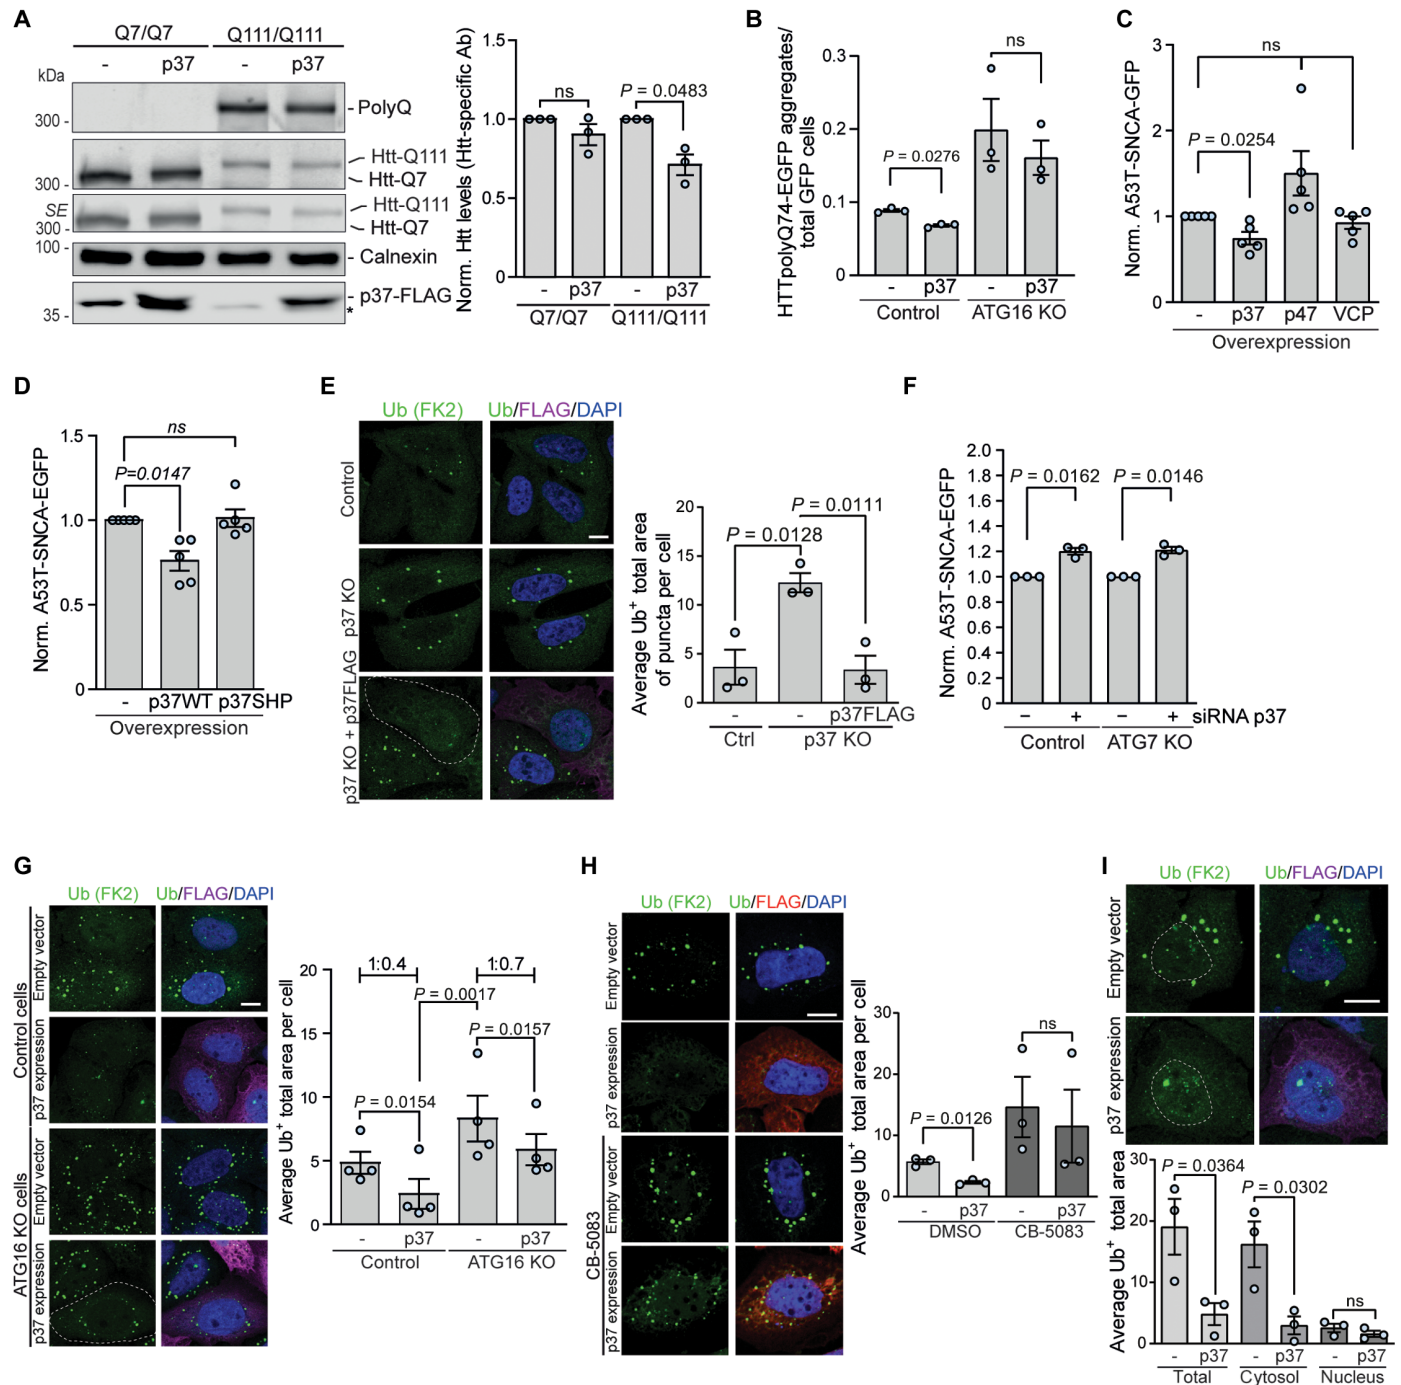 A
Q7/Q7 Q111/Q111
- p37 - p37
kDa
300 -
- PolyQ
Htt-Q111
300 -
Htt-Q7
SE
Htt-Q111
300 -
Htt-Q7
100 -
- Calnexin
- p37-FLAG
35 -
*
Norm. Htt levels (Htt-specific Ab)
1.5
1.0
0.5
0
ns
P = 0.0483
- p37 - p37
Q7/Q7 Q111/Q111
B
HTTpolyQ74-EGFP aggregates/
total GFP cells
0.3
0.2
0.1
0
P = 0.0276
ns
- p37 - p37
Control ATG16 KO
C
Norm. A53T-SNCA-GFP
3
2
1
0
ns
P = 0.0254
- p37 p47 VCP
Overexpression
D
Norm. A53T-SNCA-EGFP
1.5
1.0
0.5
0
ns
P=0.0147
- p37WT p37SHP
Overexpression
E
Ub (FK2) Ub/FLAG/DAPI
Control
p37 KO
p37 KO + p37FLAG
Average Ub+ total area
of puncta per cell
20
15
10
5
0
P = 0.0111
P = 0.0128
- - p37FLAG
Ctrl p37 KO
F
Norm. A53T-SNCA-EGFP
2.0
1.8
1.6
1.4
1.2
1.0
0.8
0.6
0.4
0.2
0
P = 0.0162 P = 0.0146
– + – + siRNA p37
Control ATG7 KO
G
Ub (FK2) Ub/FLAG/DAPI
Control cells
Empty vector
p37 expression
ATG16 KO cells
Empty vector
p37 expression
Average Ub+ total area per cell
20
15
10
5
0
1:0.4 1:0.7
P = 0.0017
P = 0.0157
P = 0.0154
- p37 - p37
Control ATG16 KO
H
Ub (FK2) Ub/FLAG/DAPI
Empty vector
p37 expression
CB-5083
Empty vector
p37 expression
Average Ub+ total area per cell
30
20
10
0
ns
P = 0.0126
- p37 - p37
DMSO CB-5083
I
Ub (FK2) Ub/FLAG/DAPI
Empty vector
p37 expression
Average Ub+ total area
30
20
10
0
P = 0.0364
P = 0.0302
ns
- p37 - p37 - p37
Total Cytosol Nucleus